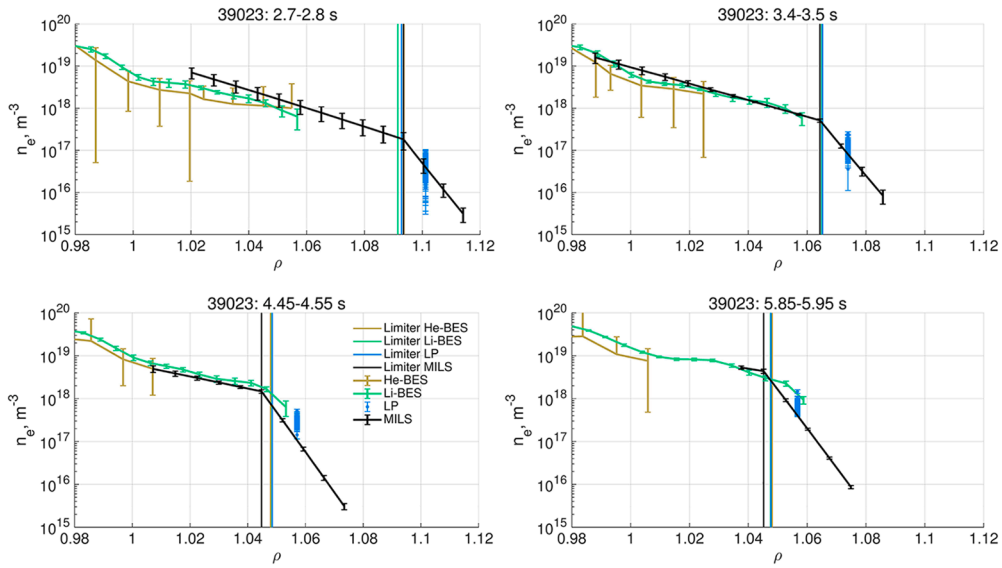 39023: 2.7-2.8 s
10^20
10^19
10^18
10^17
10^16
10^15
n_e, m^-3
0.98 1 1.02 1.04 1.06 1.08 1.1 1.12
ρ
39023: 3.4-3.5 s
10^20
10^19
10^18
10^17
10^16
10^15
n_e, m^-3
0.98 1 1.02 1.04 1.06 1.08 1.1 1.12
ρ
39023: 4.45-4.55 s
10^20
10^19
10^18
10^17
10^16
10^15
n_e, m^-3
Limiter He-BES
Limiter Li-BES
Limiter LP
Limiter MILS
He-BES
Li-BES
LP
MILS
0.98 1 1.02 1.04 1.06 1.08 1.1 1.12
ρ
39023: 5.85-5.95 s
10^20
10^19
10^18
10^17
10^16
10^15
n_e, m^-3
0.98 1 1.02 1.04 1.06 1.08 1.1 1.12
ρ